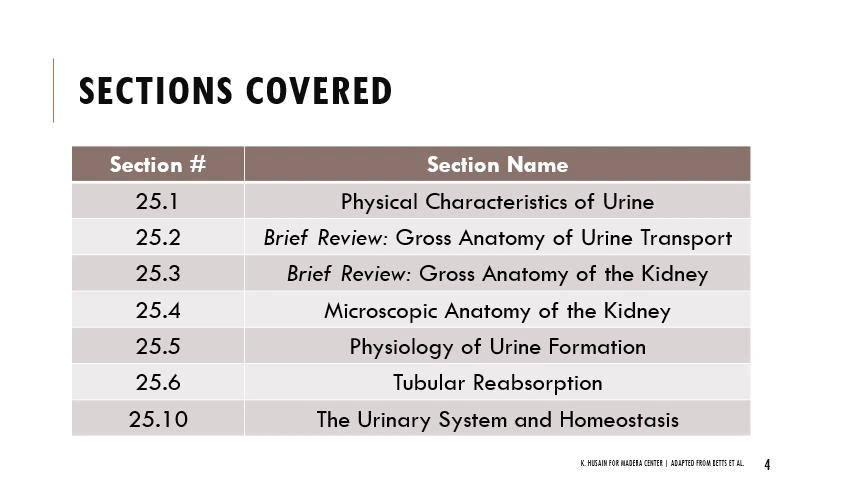 SECTIONS COVERED
Section # Section Name
25.1 Physical Characteristics of Urine
25.2 Brief Review: Gross Anatomy of Urine Transport
25.3 Brief Review: Gross Anatomy of the Kidney
25.4 Microscopic Anatomy of the Kidney
25.5 Physiology of Urine Formation
25.6 Tubular Reabsorption
25.10 The Urinary System and Homeostasis
K. HUSAIN FOR MADERA CENTER | ADAPTED FROM BETTS ET AL. 4